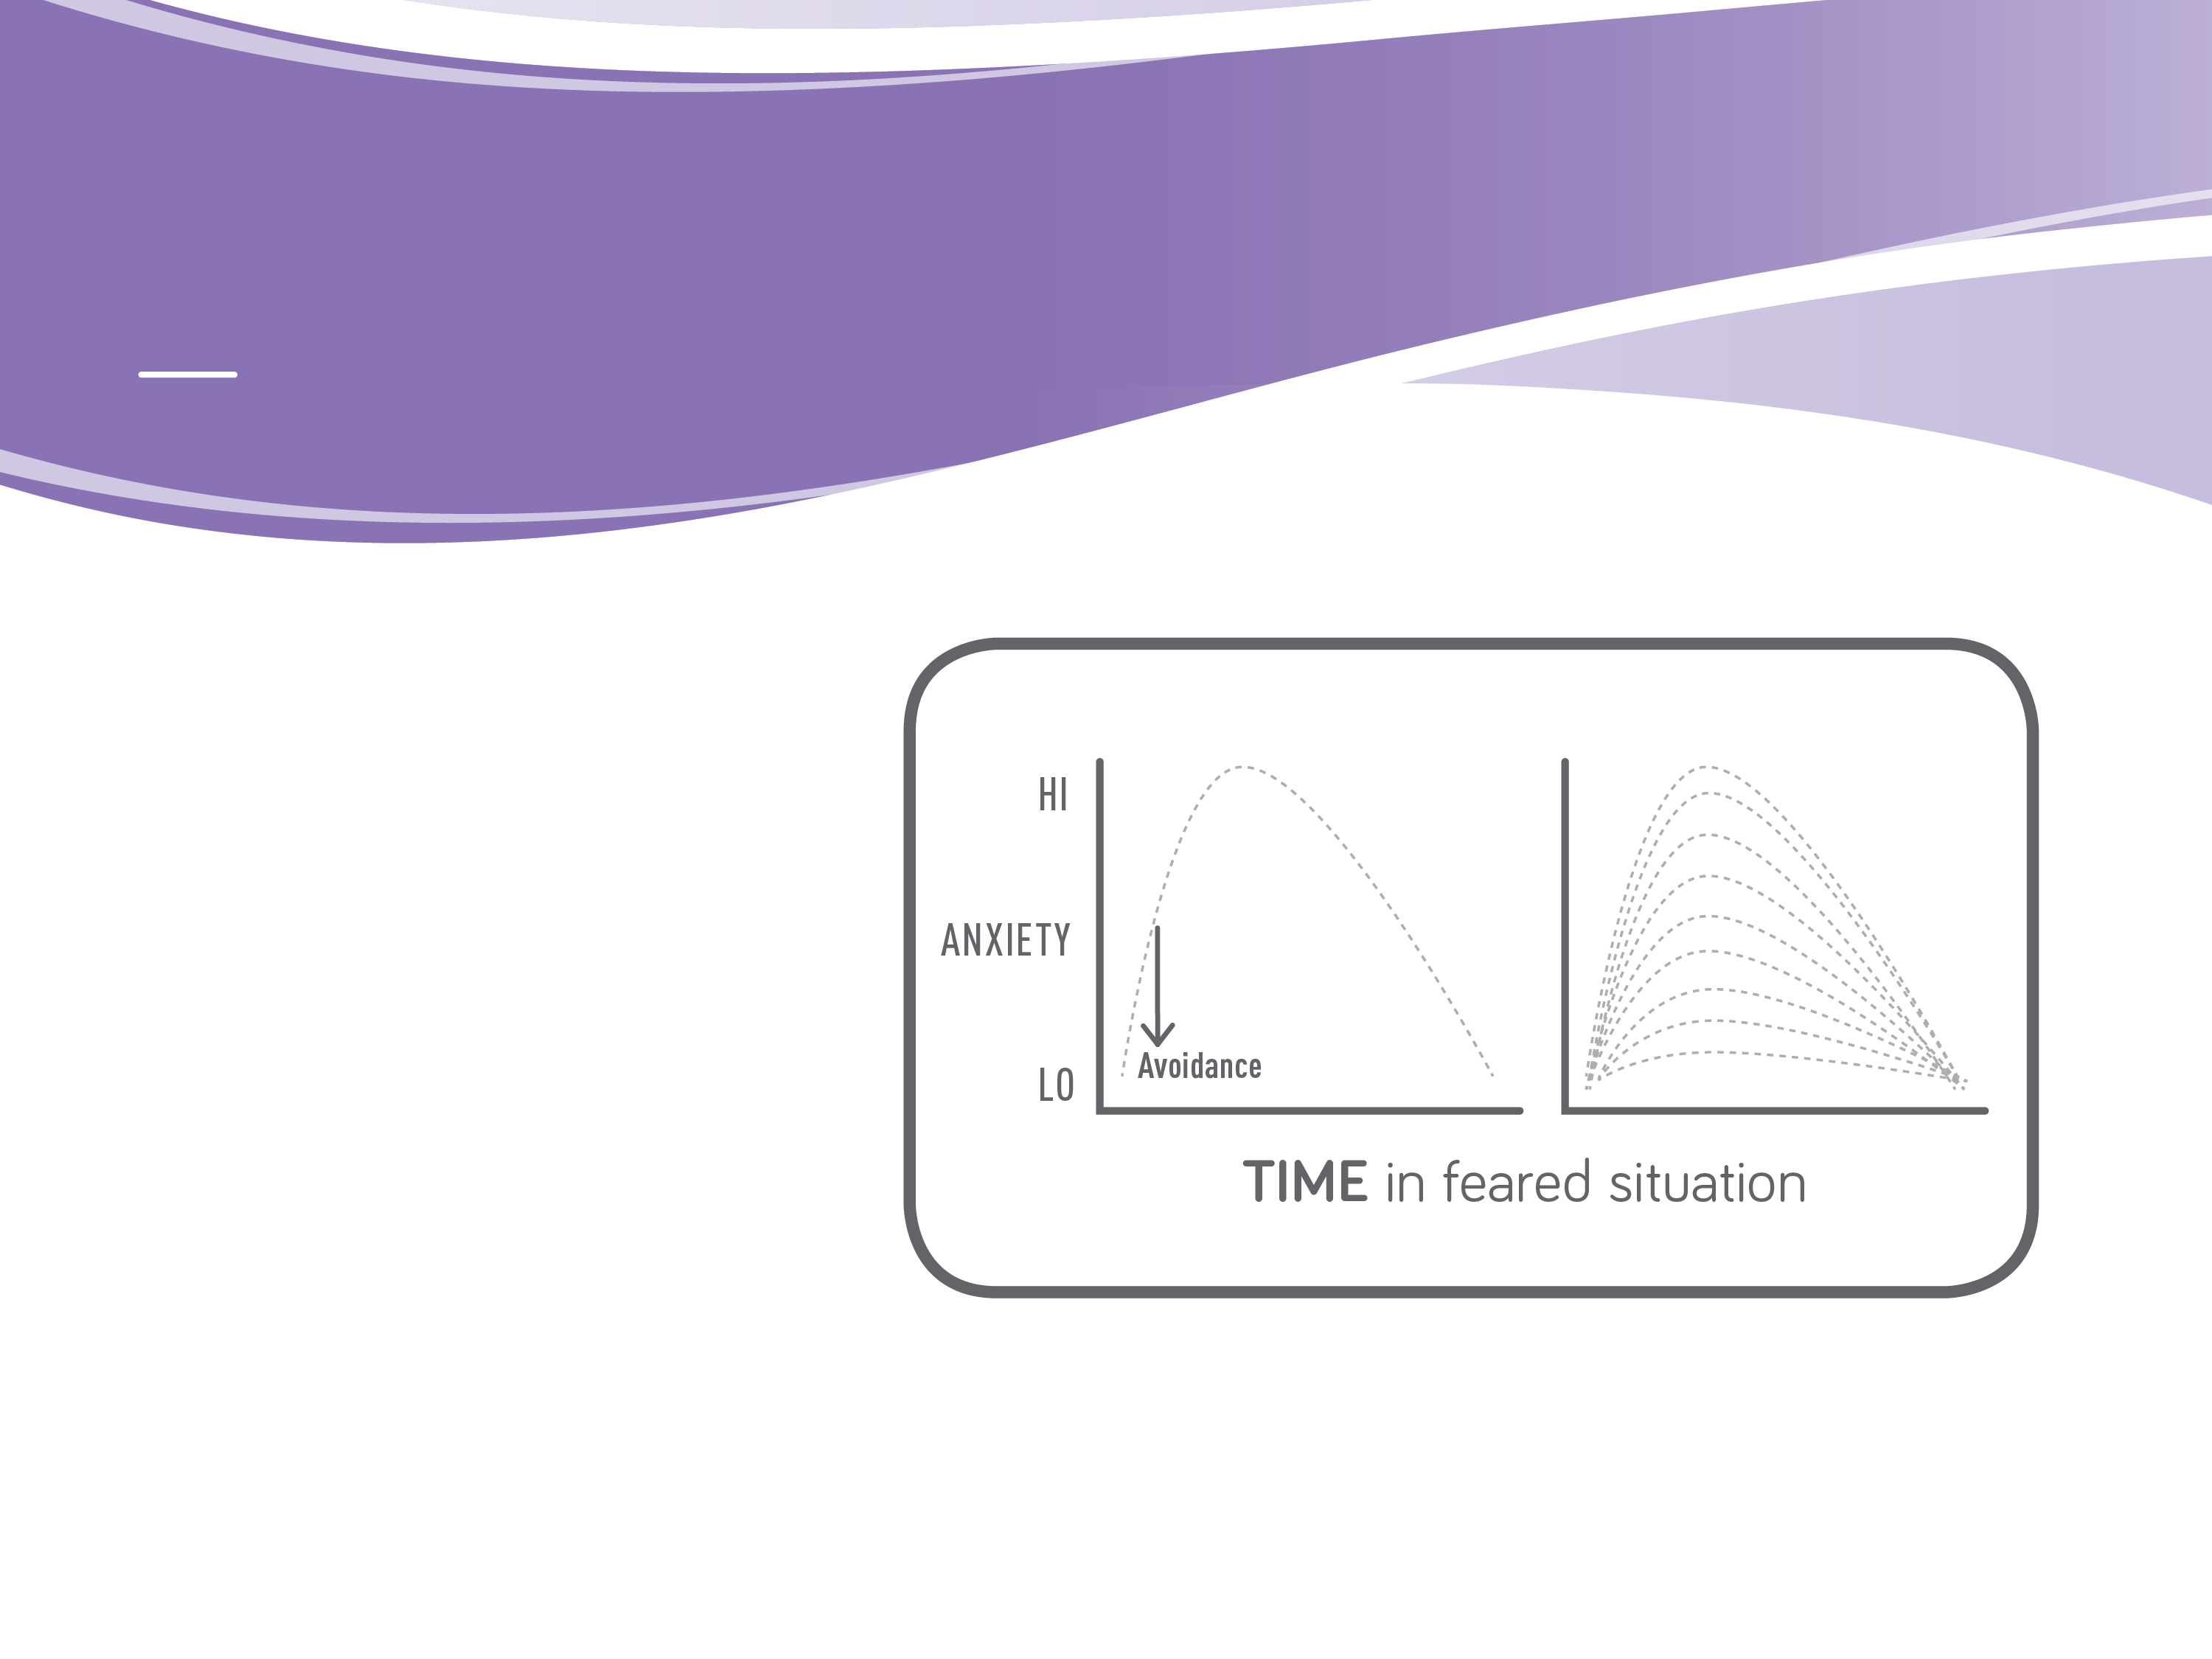 HI
ANXIETY
LO
Avoidance
TIME in feared situation